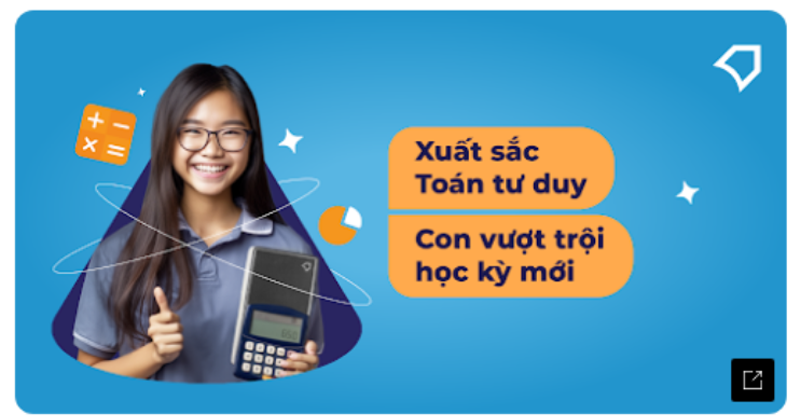 Xuất sắc
Toán tư duy
Con vượt trội
học kỳ mới